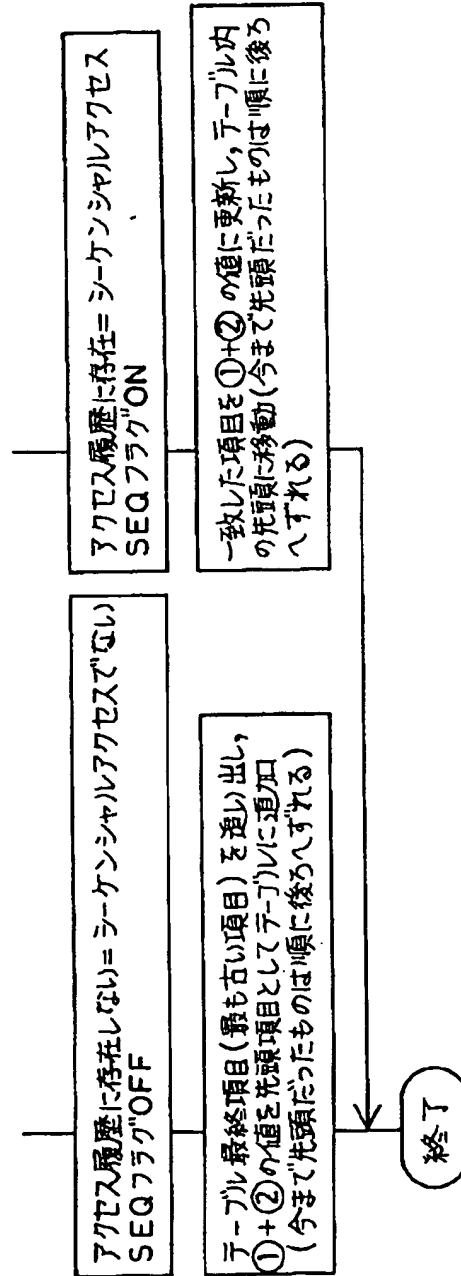 アクセス履歴に存在しない=シーケンシャルアクセスでない
SEQフラグOFF
テーブル最終項目(最も古い項目)を追い出し,
①+②の値を先頭項目としてテーブルに追加
(今まで先頭だったものは順に後ろへずれる)
アクセス履歴に存在=シーケンシャルアクセス
SEQフラグON
一致した項目を①+②の値に更新し,テーブル内
の先頭に移動(今まで先頭だったものは順に後ろ
へずれる)
終了